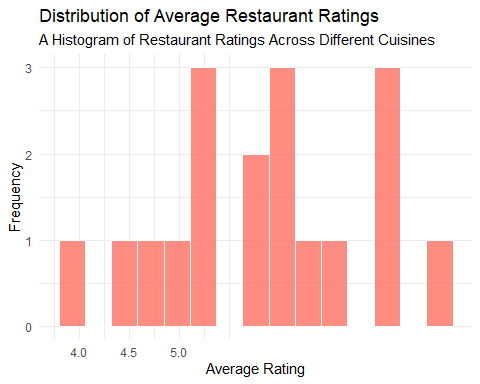 Distribution of Average Restaurant Ratings
A Histogram of Restaurant Ratings Across Different Cuisines
3
2
1
0
Frequency
4.0 4.5 5.0
Average Rating